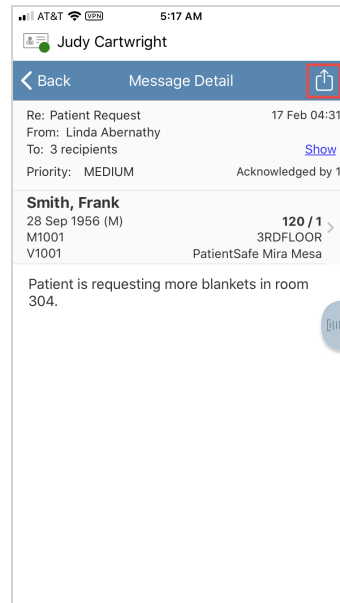 AT&T VPN 5:17 AM
Judy Cartwright
Back Message Detail
Re: Patient Request 17 Feb 04:31
From: Linda Abernathy
To: 3 recipients Show
Priority: MEDIUM Acknowledged by 1
Smith, Frank
28 Sep 1956 (M) 120 / 1
M1001 3RDFLOOR
V1001 PatientSafe Mira Mesa
Patient is requesting more blankets in room
304.